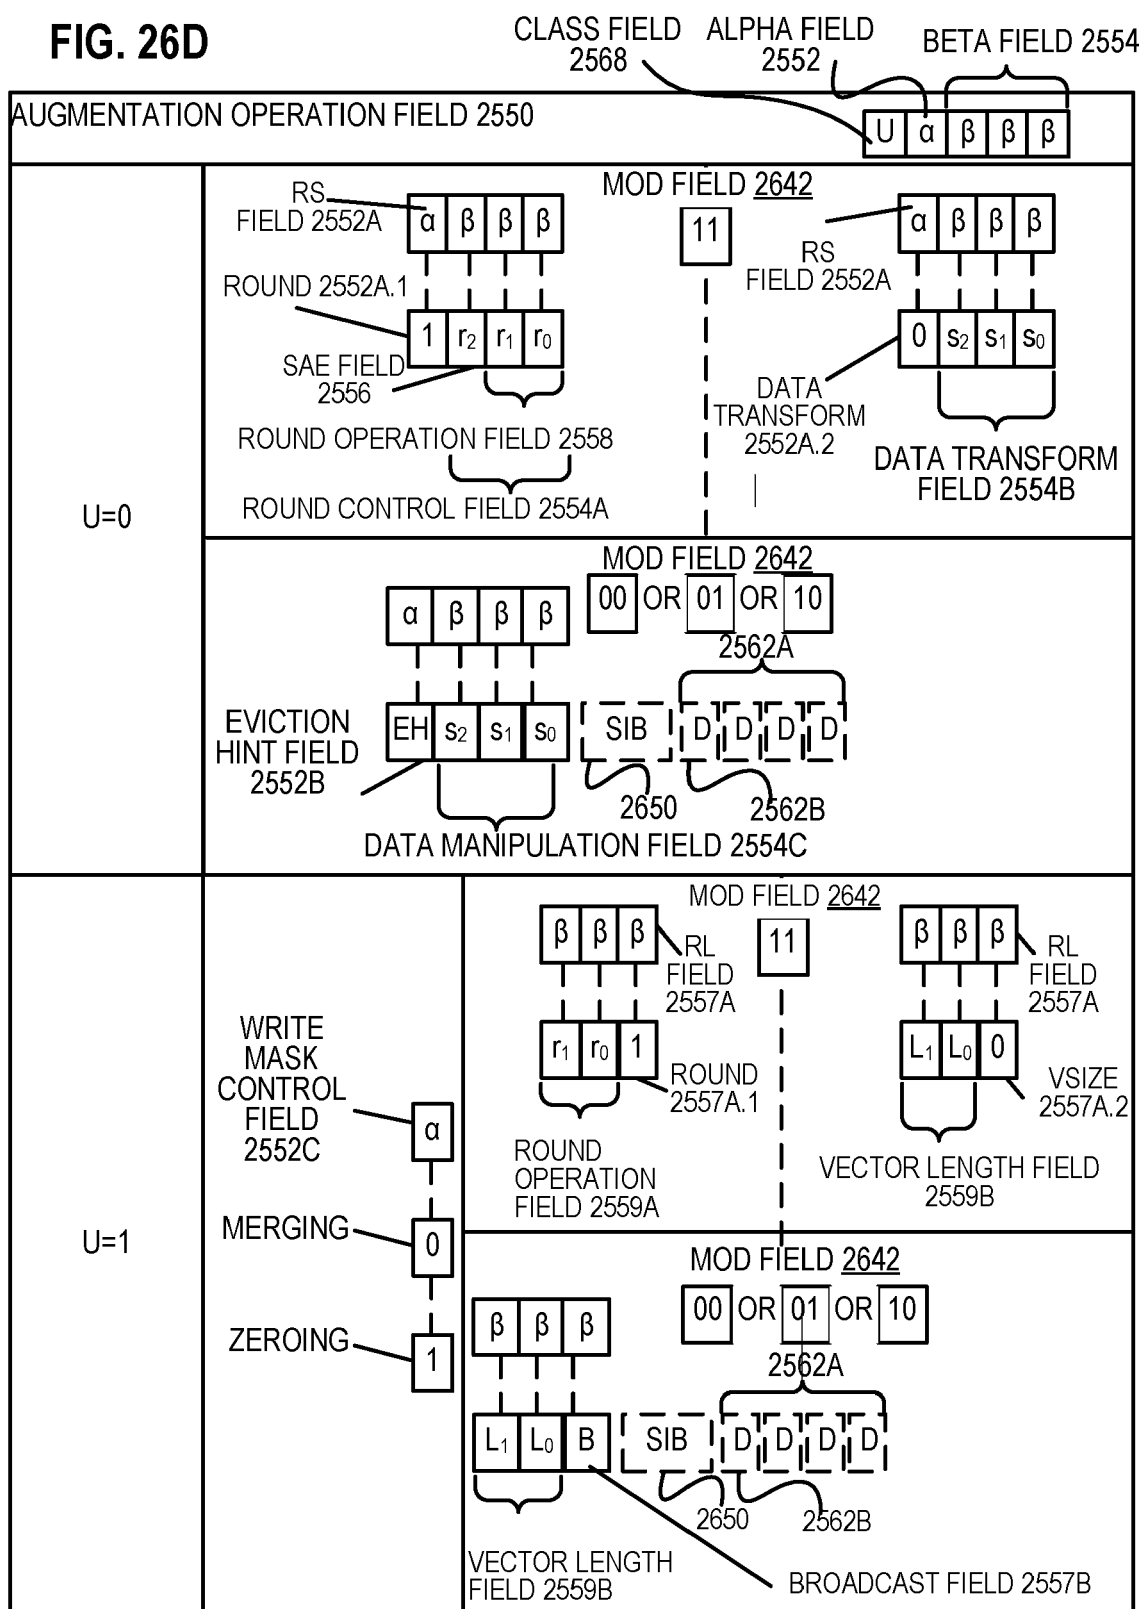 FIG. 26D
CLASS FIELD
2568
ALPHA FIELD
2552
BETA FIELD 2554
AUGMENTATION OPERATION FIELD 2550
U α β β β
U=0
RS
FIELD 2552A
α β β β
ROUND 2552A.1
1 r₂ r₁ r₀
SAE FIELD
2556
ROUND OPERATION FIELD 2558
ROUND CONTROL FIELD 2554A
MOD FIELD 2642
11
α β β β
RS
FIELD 2552A
0 s₂ s₁ s₀
DATA
TRANSFORM
2552A.2
DATA TRANSFORM
FIELD 2554B
MOD FIELD 2642
00 OR 01 OR 10
α β β β
2562A
EVICTION
HINT FIELD
2552B
EH s₂ s₁ s₀ SIB D D D D
2650
2562B
DATA MANIPULATION FIELD 2554C
U=1
WRITE
MASK
CONTROL
FIELD
2552C
α
MERGING
0
ZEROING
1
MOD FIELD 2642
11
β β β
RL
FIELD
2557A
r₁ r₀ 1
ROUND
2557A.1
ROUND
OPERATION
FIELD 2559A
β β β
RL
FIELD
2557A
L₁ L₀ 0
VSIZE
2557A.2
VECTOR LENGTH FIELD
2559B
MOD FIELD 2642
00 OR 01 OR 10
β β β
2562A
L₁ L₀ B SIB D D D D
2650
2562B
VECTOR LENGTH
FIELD 2559B
BROADCAST FIELD 2557B